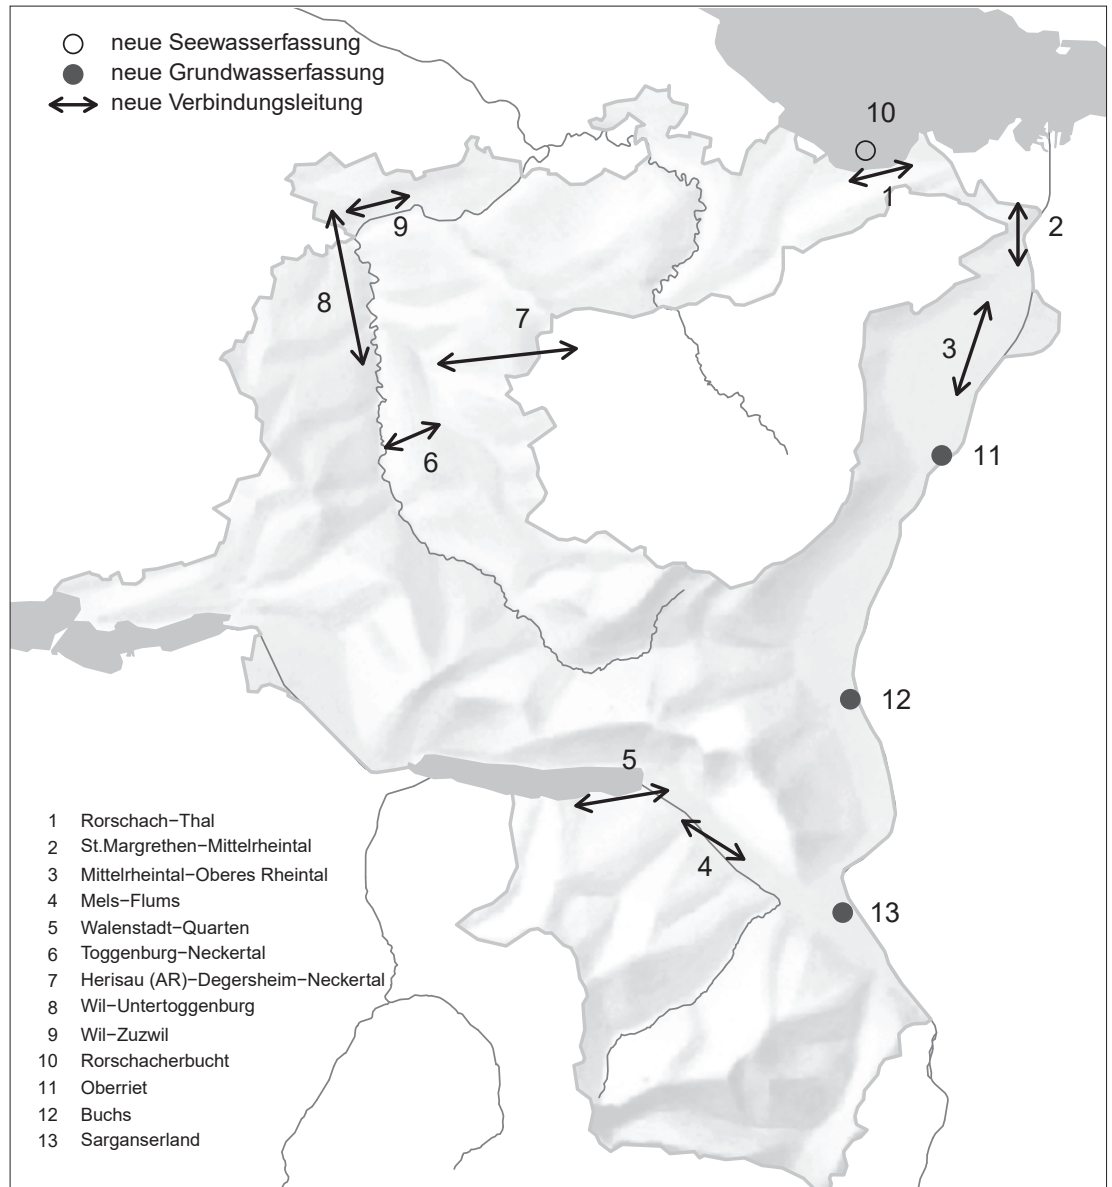 neue Seewasserfassung
neue Grundwasserfassung
neue Verbindungsleitung
10
1
2
9
8
7
3
6
11
12
5
4
13
1 Rorschach−Thal
2 St.Margrethen−Mittelrheintal
3 Mittelrheintal−Oberes Rheintal
4 Mels−Flums
5 Walenstadt−Quarten
6 Toggenburg−Neckertal
7 Herisau (AR)−Degersheim−Neckertal
8 Wil−Untertoggenburg
9 Wil−Zuzwil
10 Rorschacherbucht
11 Oberriet
12 Buchs
13 Sarganserland